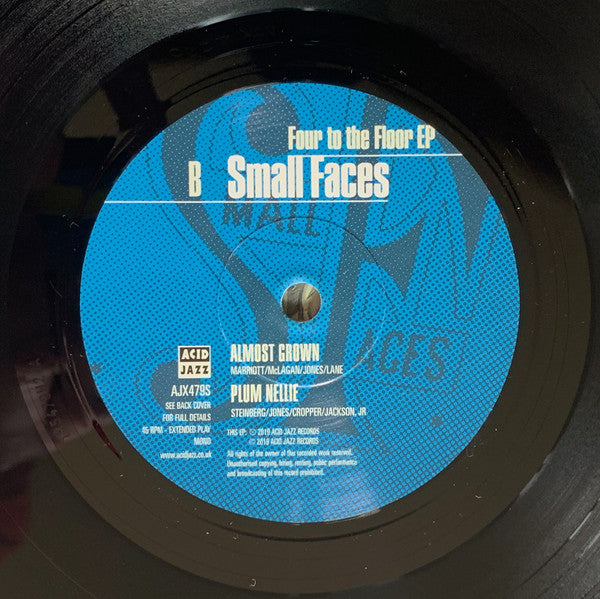 Four to the Floor EP
B Small Faces
MALL
ACES
ACID
JAZZ
AJX479S
SEE BACK COVER
FOR FULL DETAILS
45 RPM - EXTENDED PLAY
MONO
www.acidjazz.co.uk
ALMOST GROWN
MARRIOTT/McLAGAN/JONES/LANE
PLUM NELLIE
STEINBERG/JONES/CROPPER/JACKSON, JR
THIS EP: ℗ 2019 ACID JAZZ RECORDS
© 2019 ACID JAZZ RECORDS
All rights of the owner of this recorded work reserved.
Unauthorised copying, hiring, renting, public performance
and broadcasting of this record prohibited.